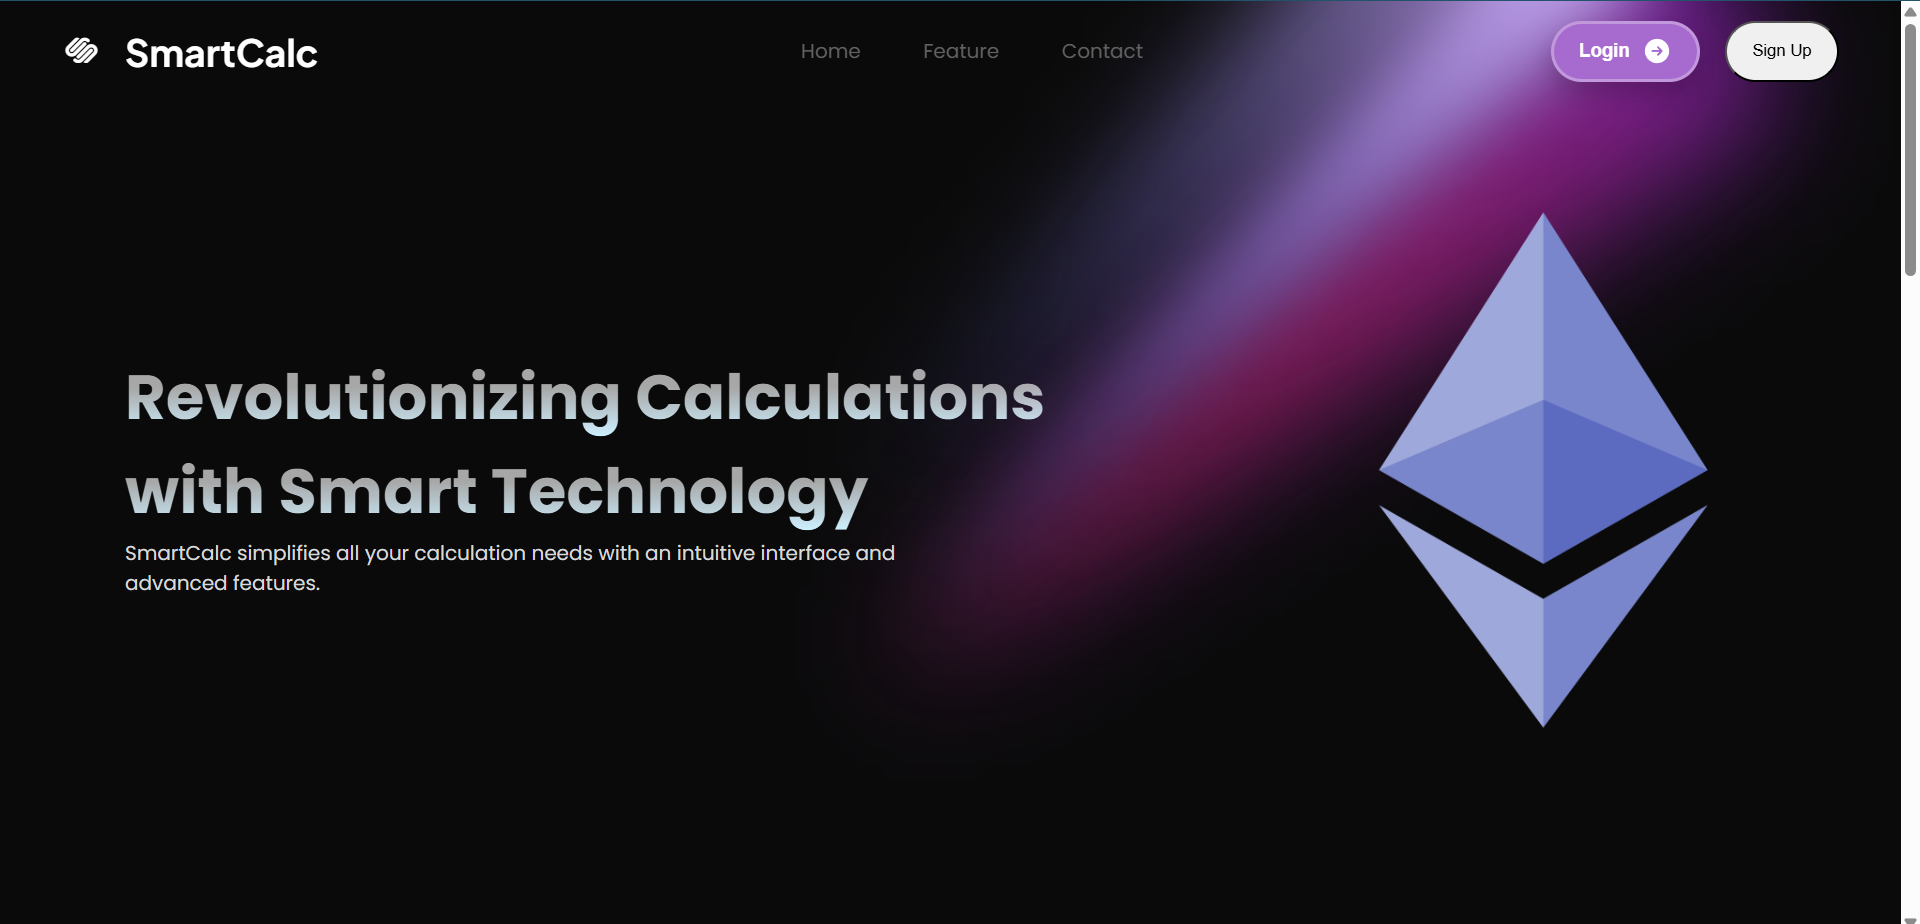 SmartCalc
Home Feature Contact
Login
Sign Up
Revolutionizing Calculations
with Smart Technology
SmartCalc simplifies all your calculation needs with an intuitive interface and
advanced features.